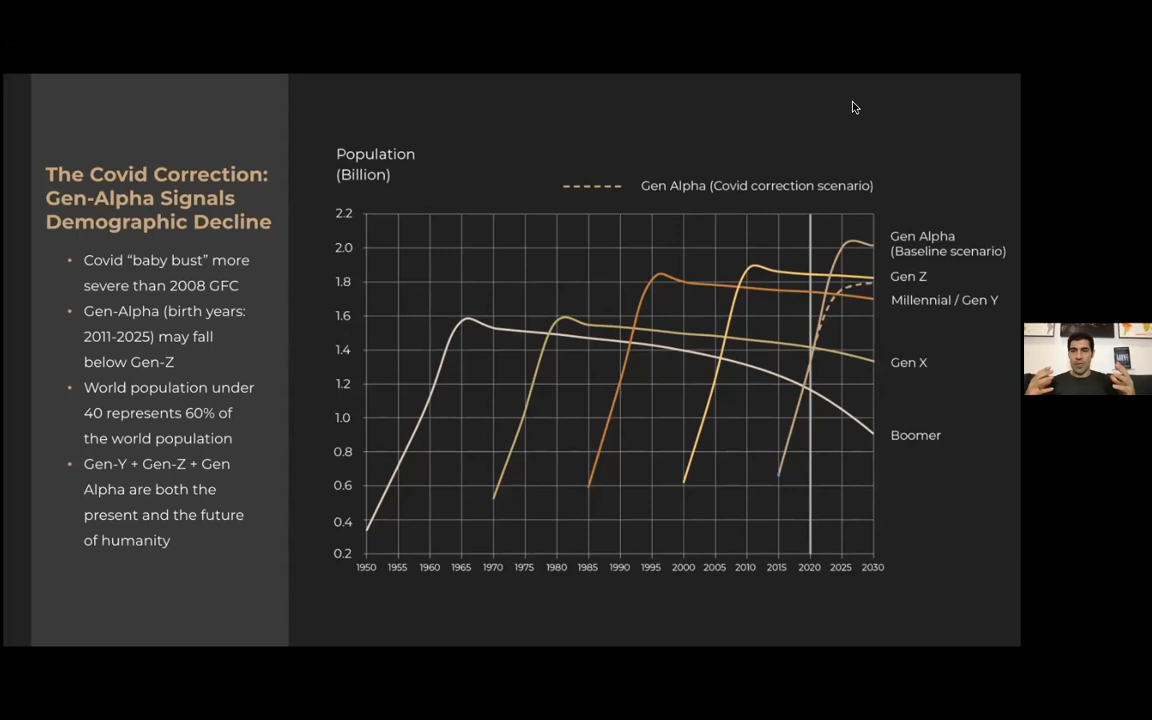 The Covid Correction:
Gen-Alpha Signals
Demographic Decline
• Covid “baby bust” more
severe than 2008 GFC
• Gen-Alpha (birth years:
2011-2025) may fall
below Gen-Z
• World population under
40 represents 60% of
the world population
• Gen-Y + Gen-Z + Gen
Alpha are both the
present and the future
of humanity
Population
(Billion)
Gen Alpha (Covid correction scenario)
2.2
2.0
1.8
1.6
1.4
1.2
1.0
0.8
0.6
0.4
0.2
1950 1955 1960 1965 1970 1975 1980 1985 1990 1995 2000 2005 2010 2015 2020 2025 2030
Gen Alpha
(Baseline scenario)
Gen Z
Millennial / Gen Y
Gen X
Boomer